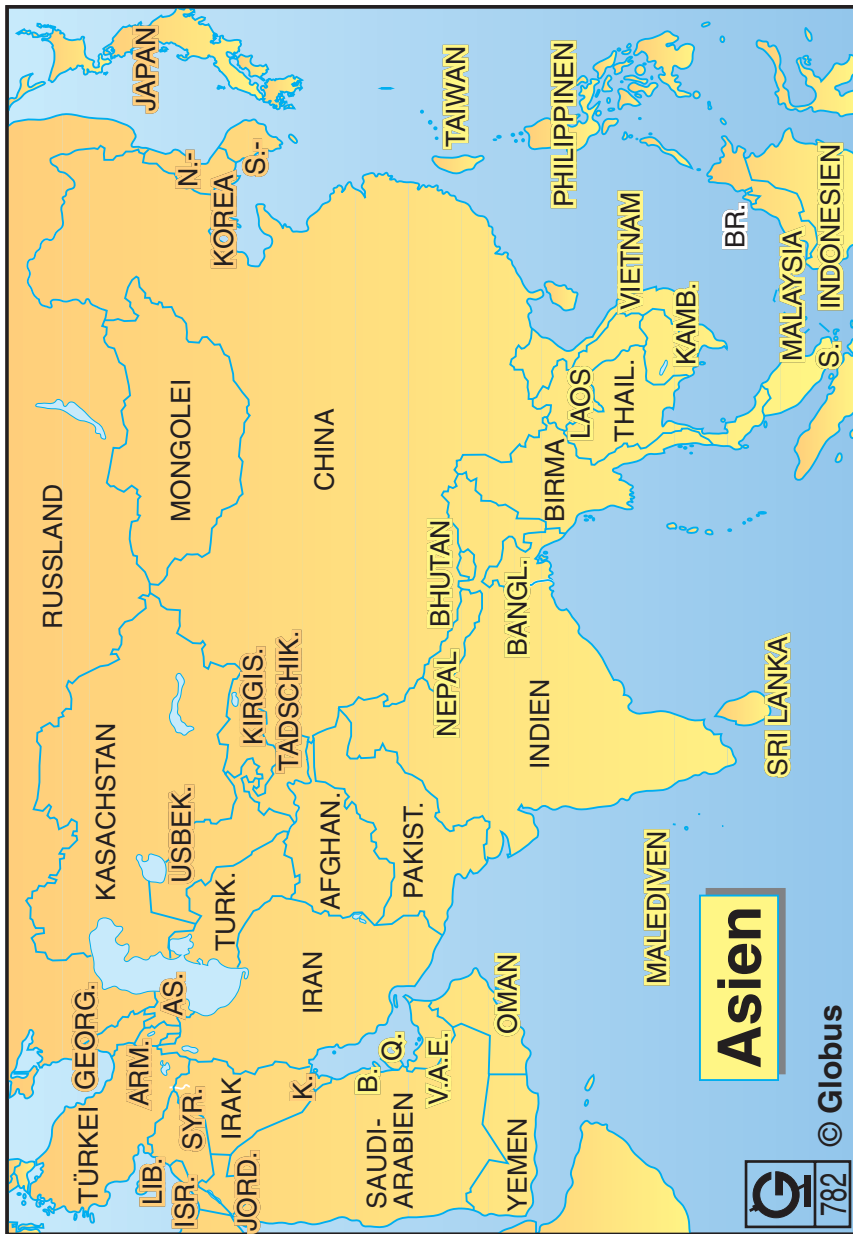 RUSSLAND
JAPAN
TÜRKEI
GEORG.
KASACHSTAN
MONGOLEI
N.-
KOREA
S.-
LIB.
ARM.
AS.
USBEK.
ISR.
SYR.
TURK.
KIRGIS.
TADSCHIK.
JORD.
IRAK
IRAN
AFGHAN.
CHINA
K.
SAUDI-
ARABIEN
B.
Q.
V.A.E.
PAKIST.
NEPAL
BHUTAN
TAIWAN
YEMEN
OMAN
INDIEN
BANGL.
BIRMA
LAOS
THAIL.
VIETNAM
KAMB.
PHILIPPINEN
MALEDIVEN
SRI LANKA
BR.
MALAYSIA
S.
INDONESIEN
Asien
G
782
© Globus